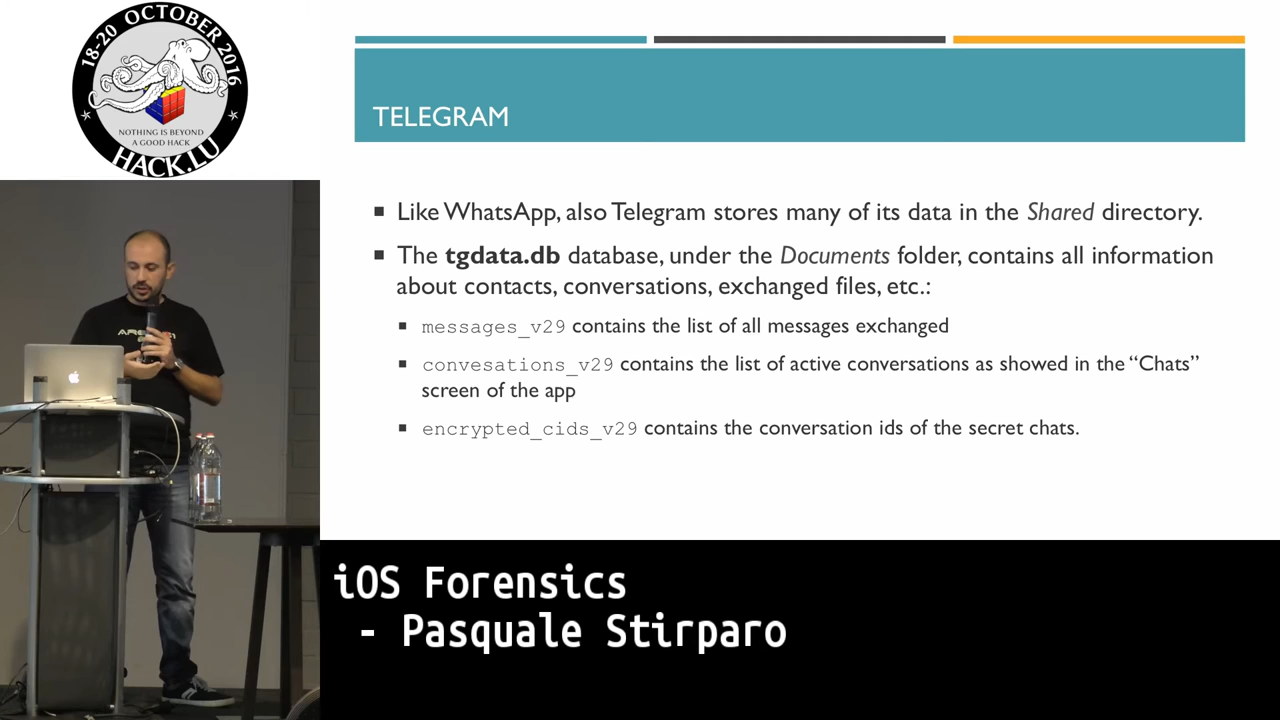 18-20 OCTOBER 2016
NOTHING IS BEYOND
A GOOD HACK
HACK.LU
TELEGRAM
Like WhatsApp, also Telegram stores many of its data in the Shared directory.
The tgdata.db database, under the Documents folder, contains all information
about contacts, conversations, exchanged files, etc.:
messages_v29 contains the list of all messages exchanged
convesations_v29 contains the list of active conversations as showed in the “Chats”
screen of the app
encrypted_cids_v29 contains the conversation ids of the secret chats.
iOS Forensics
- Pasquale Stirparo